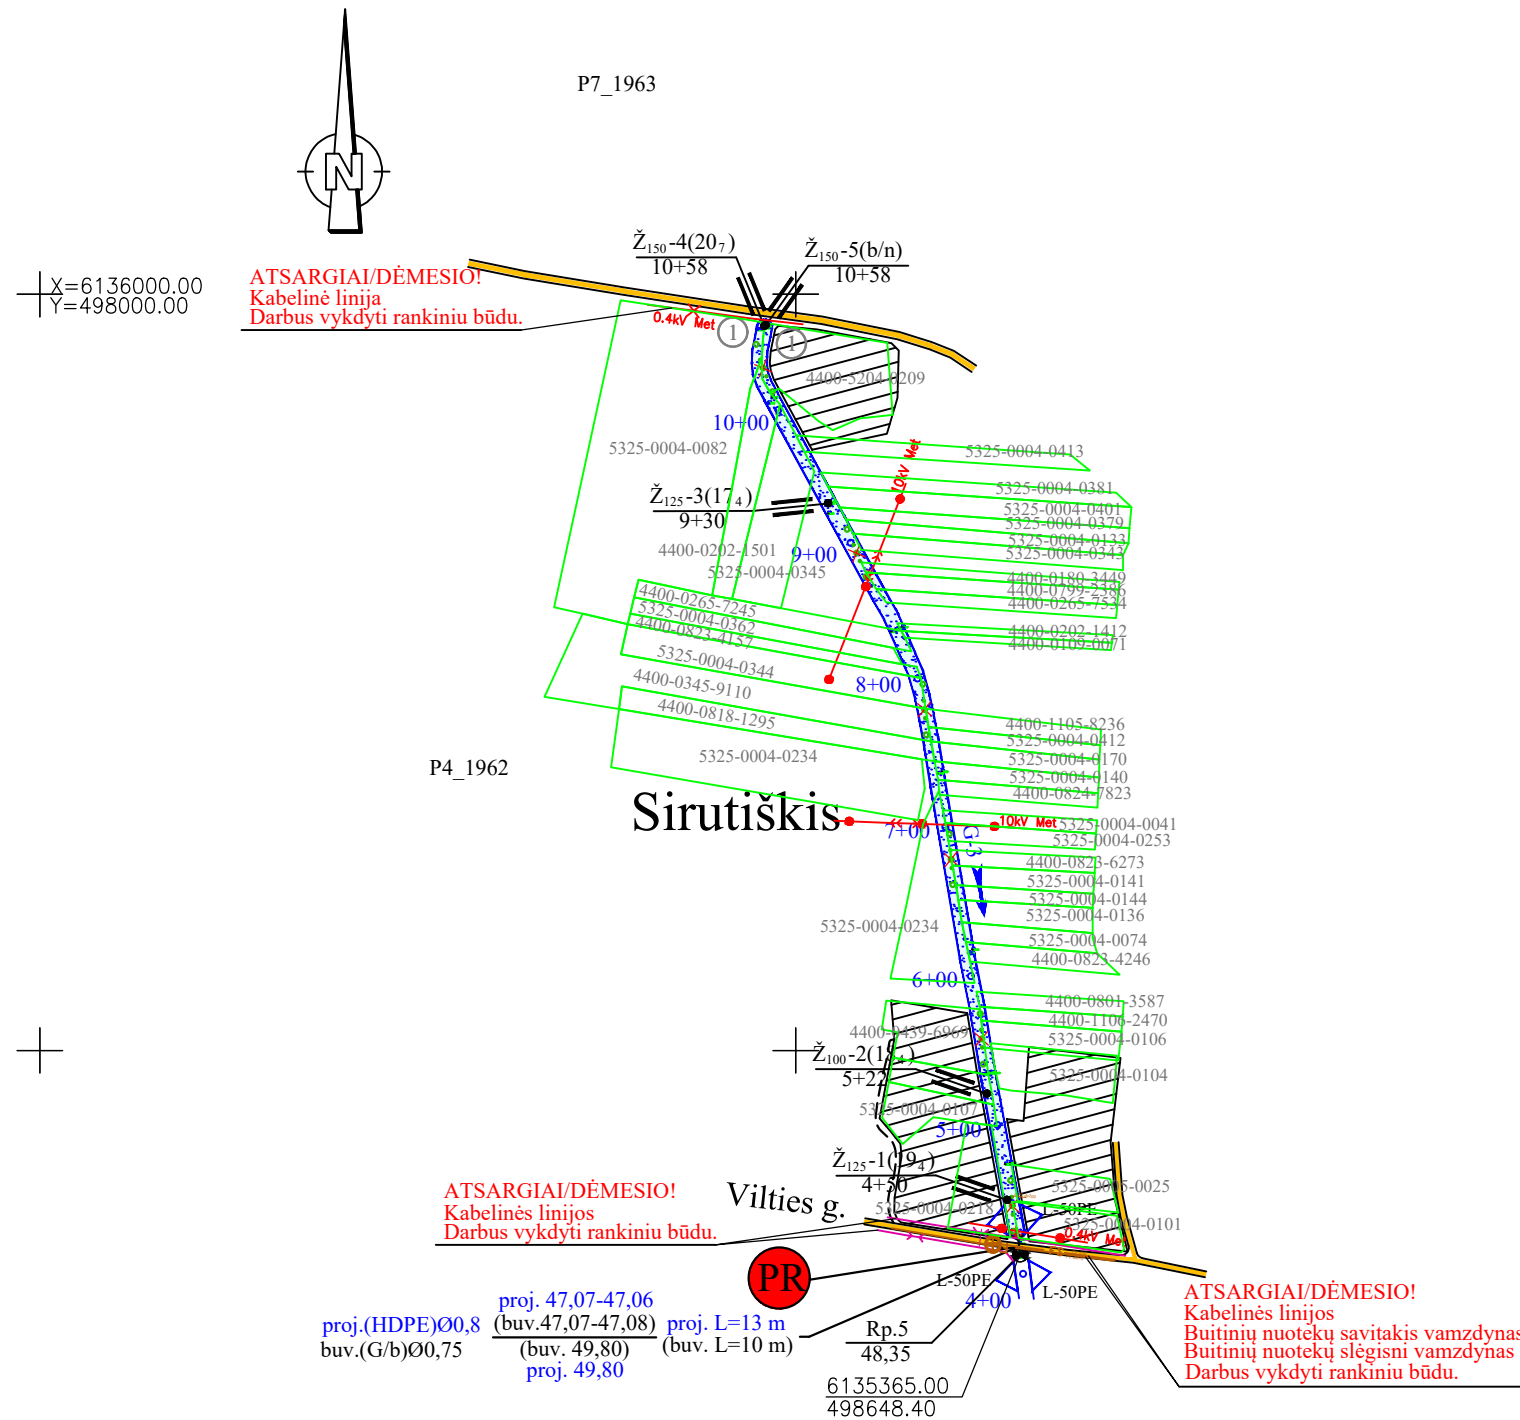 P7_1963
N
Ž150-4(20₇)
10+58
Ž150-5(b/n)
10+58
X=6136000.00
Y=498000.00
ATSARGIAI/DĖMESIO!
Kabelinė linija
Darbus vykdyti rankiniu būdu.
0.4kV Met
1
1
4400-5204-0209
10+00
5325-0004-0082
5325-0004-0413
10kV Met
5325-0004-0381
Ž125-3(17₄)
9+30
5325-0004-0401
5325-0004-0379
5325-0004-0133
5325-0004-0343
4400-0202-1501
9+00
5325-0004-0345
4400-0180-3449
4400-0799-2386
4400-0265-7534
4400-0265-7245
5325-0004-0362
4400-0823-4157
4400-0202-1412
4400-0109-0071
5325-0004-0344
4400-0345-9110
8+00
4400-0818-1295
4400-1105-8236
5325-0004-0412
5325-0004-0234
5325-0004-0170
5325-0004-0140
4400-0824-7823
P4_1962
Sirutiškis
7+00
10kV Met
5325-0004-0041
5325-0004-0253
G-3
4400-0823-6273
5325-0004-0141
5325-0004-0144
5325-0004-0136
5325-0004-0234
5325-0004-0074
4400-0823-4246
6+00
4400-0801-3587
4400-1106-2470
4400-0439-6969
5325-0004-0106
5+22
5325-0004-0104
5325-0004-0107
5+00
4+50
5325-0005-0025
ATSARGIAI/DĖMESIO!
Kabelinės linijos
Darbus vykdyti rankiniu būdu.
Vilties g.
5325-0004-0218
L-50PE
5325-0004-0101
0.4kV Me
PR
L-50PE
L-50PE
4+00
proj.(HDPE)Ø0,8
buv.(G/b)Ø0,75
proj. 47,07-47,06
(buv.47,07-47,08)
(buv. 49,80)
proj. 49,80
proj. L=13 m
(buv. L=10 m)
Rp.5
48,35
6135365.00
498648.40
ATSARGIAI/DĖMESIO!
Kabelinės linijos
Buitinių nuotekų savitakis vamzdynas
Buitinių nuotekų slėgisni vamzdynas
Darbus vykdyti rankiniu būdu.